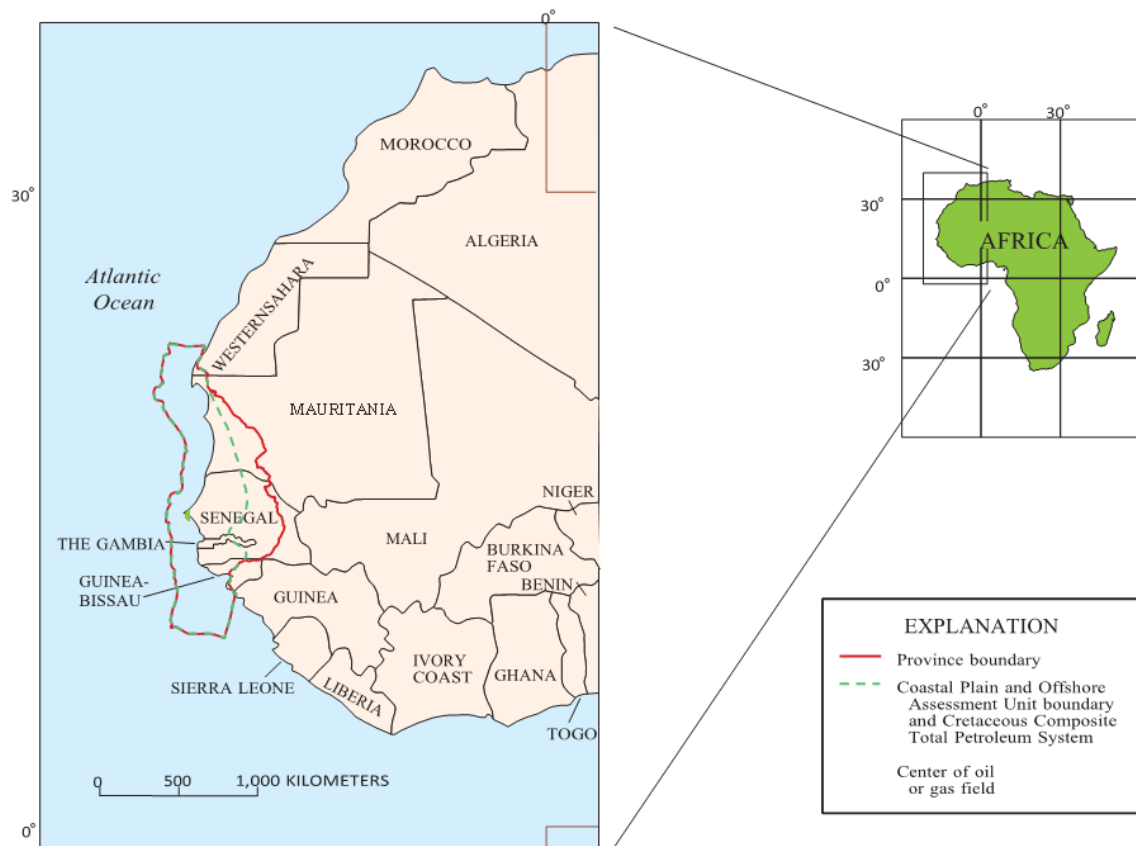 0°
MOROCCO
30°
ALGERIA
Atlantic
Ocean
WESTERNSAHARA
MAURITANIA
NIGER
SENEGAL
THE GAMBIA
MALI
BURKINA
FASO
GUINEA-
BISSAU
BENIN
GUINEA
IVORY
COAST
GHANA
SIERRA LEONE
LIBERIA
TOGO
0 500 1,000 KILOMETERS
0°
0° 30°
30°
AFRICA
0°
30°
EXPLANATION
Province boundary
Coastal Plain and Offshore
Assessment Unit boundary
and Cretaceous Composite
Total Petroleum System
Center of oil
or gas field